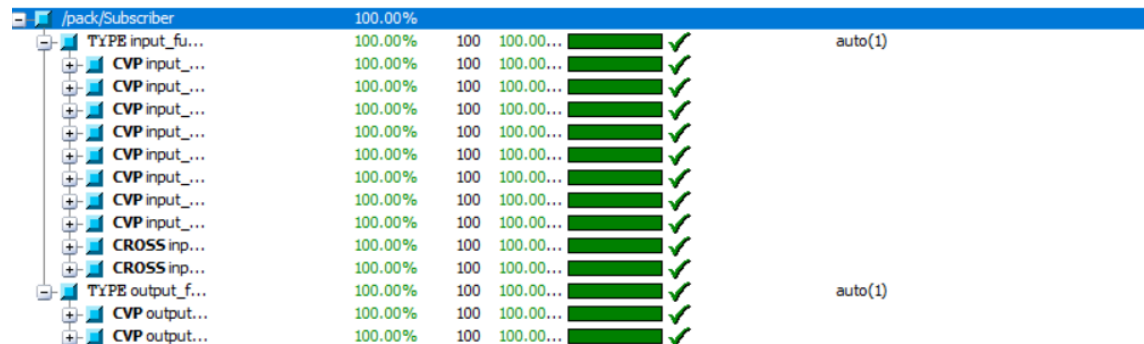 /pack/Subscriber 100.00%
TYPE input_fu... 100.00% 100 100.00... auto(1)
CVP input_... 100.00% 100 100.00...
CVP input_... 100.00% 100 100.00...
CVP input_... 100.00% 100 100.00...
CVP input_... 100.00% 100 100.00...
CVP input_... 100.00% 100 100.00...
CVP input_... 100.00% 100 100.00...
CVP input_... 100.00% 100 100.00...
CVP input_... 100.00% 100 100.00...
CROSS inp... 100.00% 100 100.00...
CROSS inp... 100.00% 100 100.00...
TYPE output_f... 100.00% 100 100.00... auto(1)
CVP output... 100.00% 100 100.00...
CVP output... 100.00% 100 100.00...